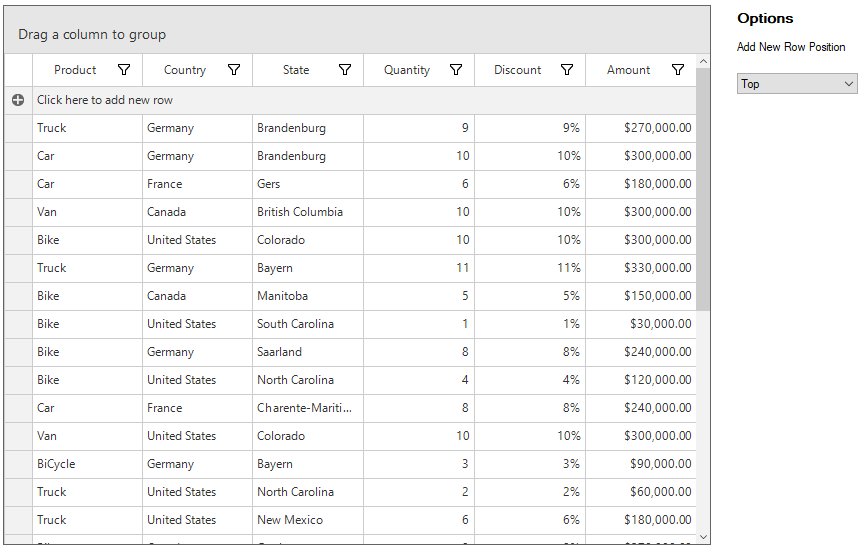 Drag a column to group
Product Country State Quantity Discount Amount
Click here to add new row
Truck Germany Brandenburg 9 9% $270,000.00
Car Germany Brandenburg 10 10% $300,000.00
Car France Gers 6 6% $180,000.00
Van Canada British Columbia 10 10% $300,000.00
Bike United States Colorado 10 10% $300,000.00
Truck Germany Bayern 11 11% $330,000.00
Bike Canada Manitoba 5 5% $150,000.00
Bike United States South Carolina 1 1% $30,000.00
Bike Germany Saarland 8 8% $240,000.00
Bike United States North Carolina 4 4% $120,000.00
Car France Charente-Mariti... 8 8% $240,000.00
Van United States Colorado 10 10% $300,000.00
BiCycle Germany Bayern 3 3% $90,000.00
Truck United States North Carolina 2 2% $60,000.00
Truck United States New Mexico 6 6% $180,000.00
Options
Add New Row Position
Top